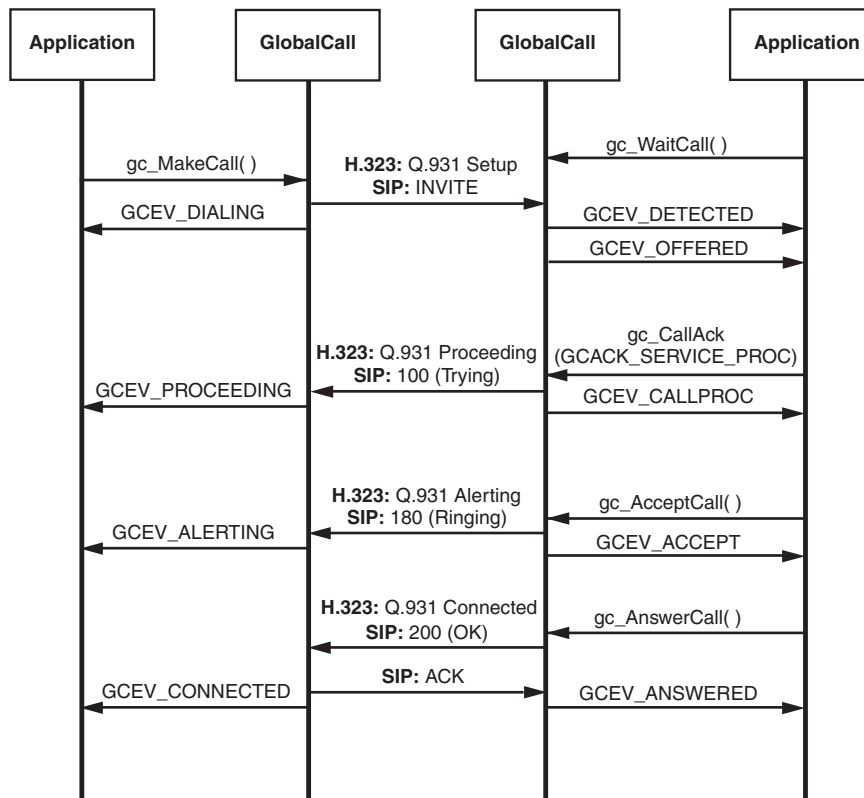 Application
GlobalCall
GlobalCall
Application
gc_WaitCall( )
gc_MakeCall( )
H.323: Q.931 Setup
SIP: INVITE
GCEV_DIALING
GCEV_DETECTED
GCEV_OFFERED
gc_CallAck
(GCACK_SERVICE_PROC)
H.323: Q.931 Proceeding
SIP: 100 (Trying)
GCEV_PROCEEDING
GCEV_CALLPROC
H.323: Q.931 Alerting
SIP: 180 (Ringing)
gc_AcceptCall( )
GCEV_ALERTING
GCEV_ACCEPT
H.323: Q.931 Connected
SIP: 200 (OK)
gc_AnswerCall( )
SIP: ACK
GCEV_CONNECTED
GCEV_ANSWERED